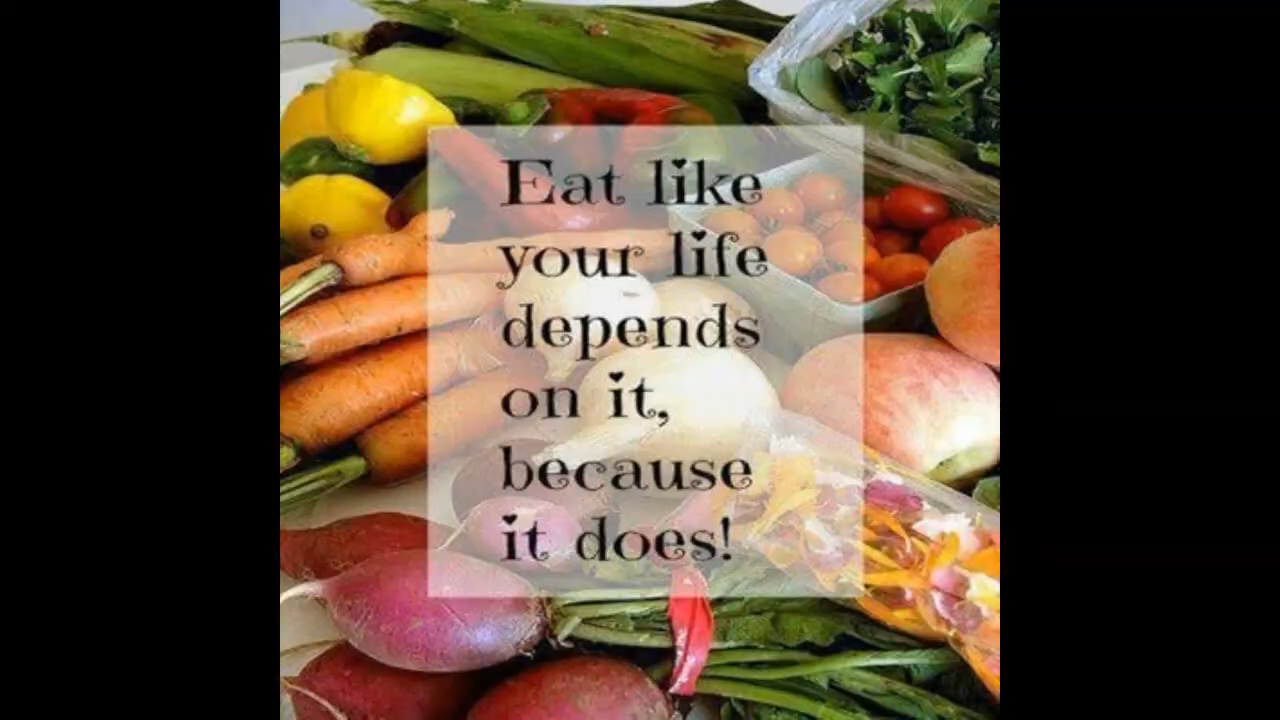 Eat like
your life
depends
on it,
because
it does!